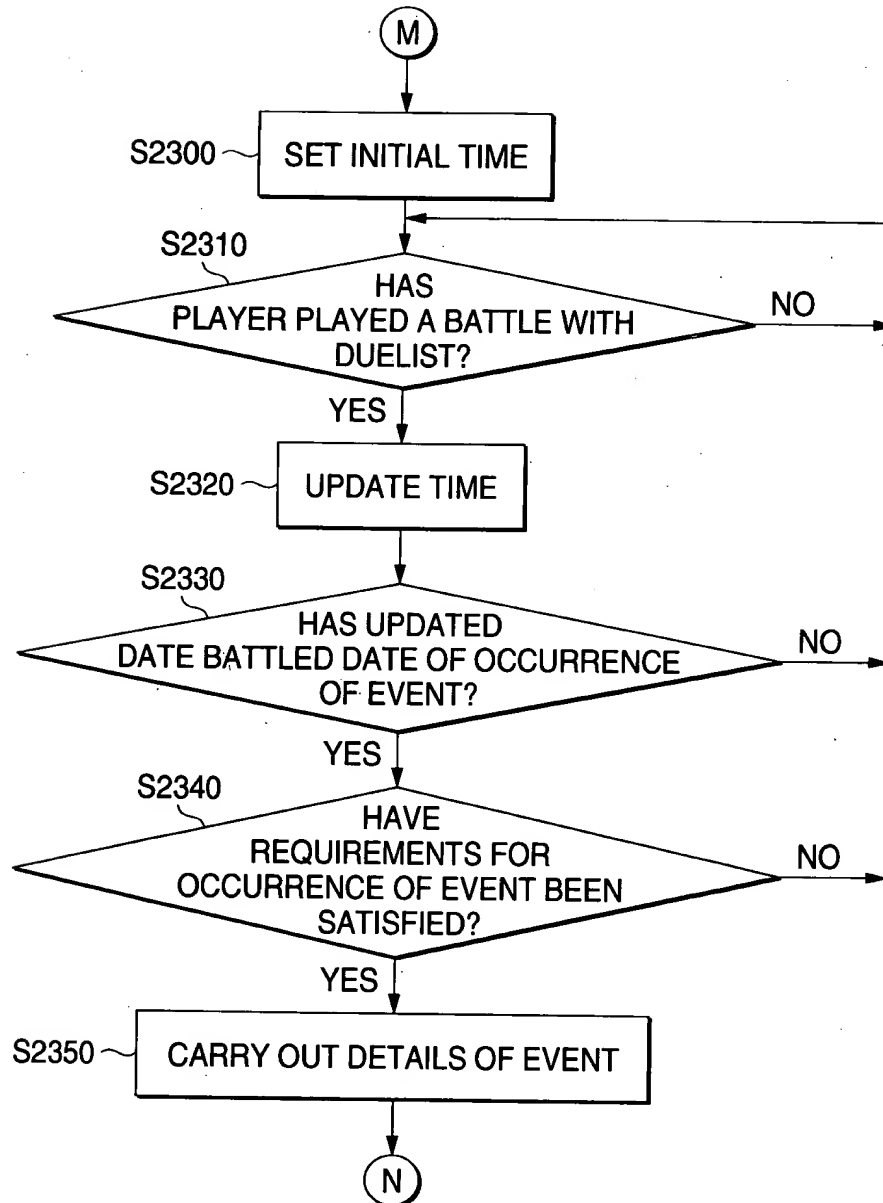 M
S2300
SET INITIAL TIME
S2310
HAS
PLAYER PLAYED A BATTLE WITH
DUELIST?
NO
YES
S2320
UPDATE TIME
S2330
HAS UPDATED
DATE BATTLED DATE OF OCCURRENCE
OF EVENT?
NO
YES
S2340
HAVE
REQUIREMENTS FOR
OCCURRENCE OF EVENT BEEN
SATISFIED?
NO
YES
S2350
CARRY OUT DETAILS OF EVENT
N